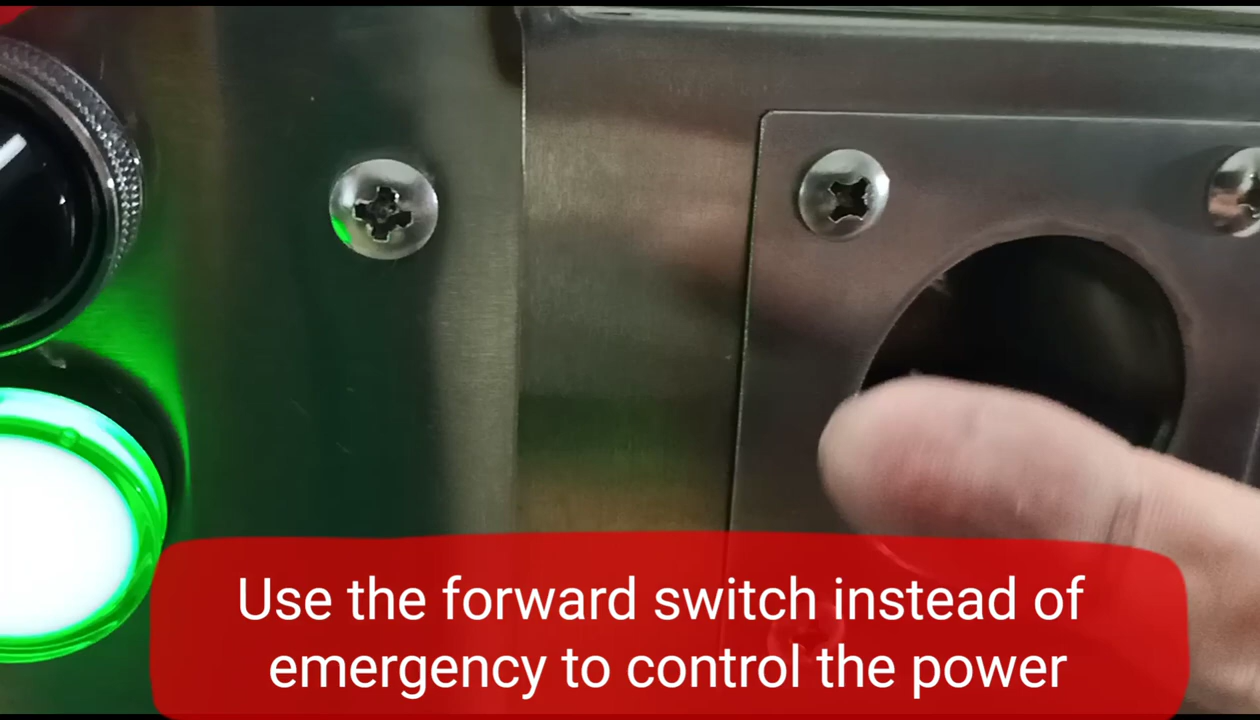 Use the forward switch instead of
emergency to control the power